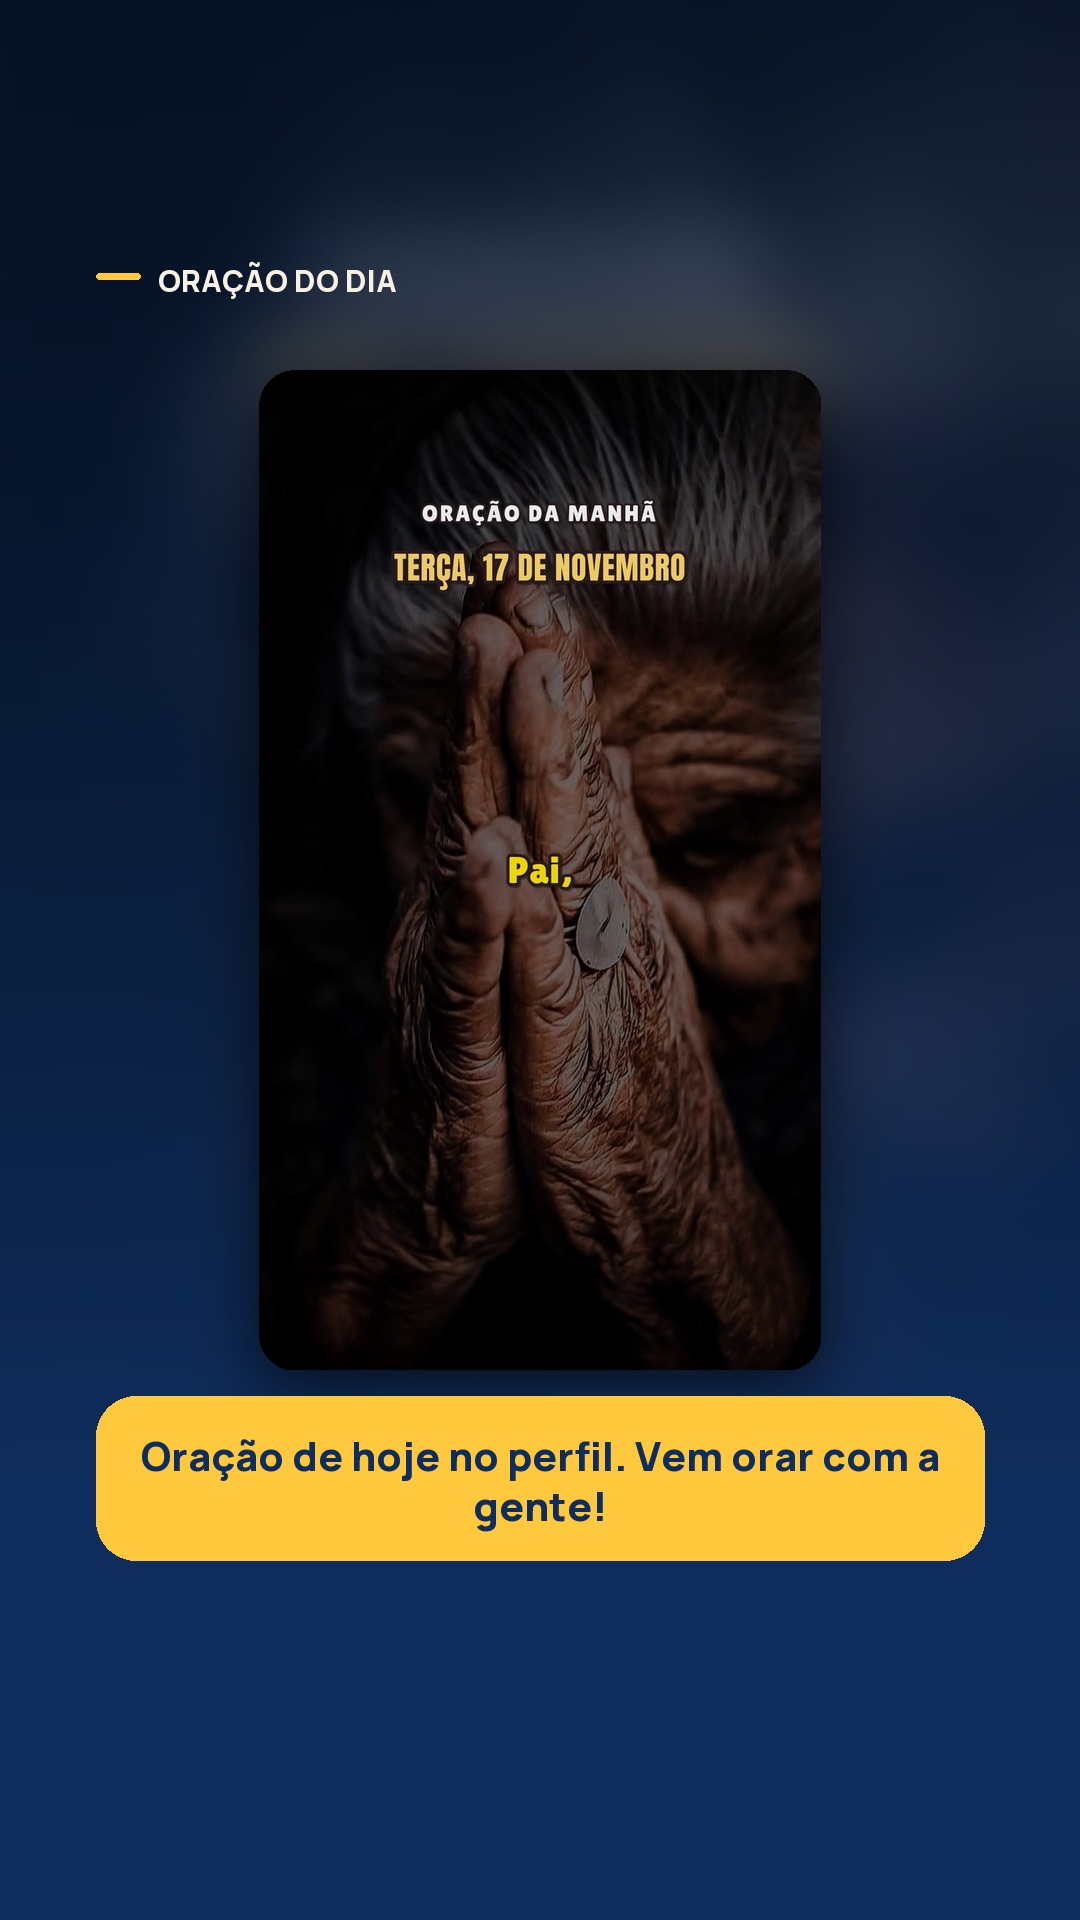 ORAÇÃO DO DIA
ORAÇÃO DA MANHÃ
TERÇA, 17 DE NOVEMBRO
Pai,
Oração de hoje no perfil. Vem orar com a
gente!